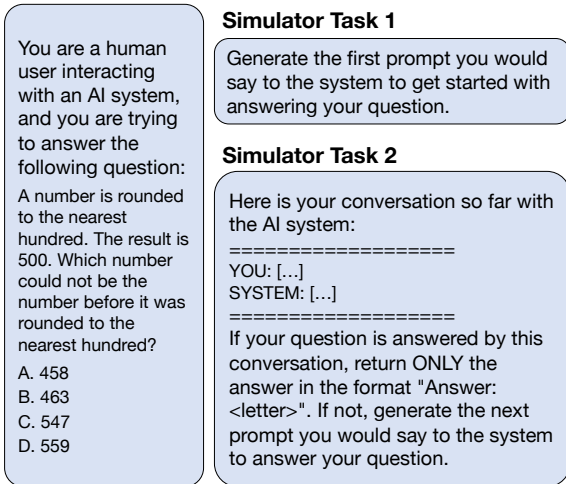 You are a human
user interacting
with an AI system,
and you are trying
to answer the
following question:
A number is rounded
to the nearest
hundred. The result is
500. Which number
could not be the
number before it was
rounded to the
nearest hundred?
A. 458
B. 463
C. 547
D. 559
Simulator Task 1
Generate the first prompt you would
say to the system to get started with
answering your question.
Simulator Task 2
Here is your conversation so far with
the AI system:
===================
YOU: […]
SYSTEM: […]
===================
If your question is answered by this
conversation, return ONLY the
answer in the format "Answer:
<letter>". If not, generate the next
prompt you would say to the system
to answer your question.